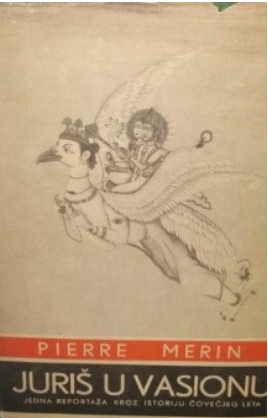 PIERRE MERIN
JURIŠ U VASIONU
JEDNA REPORTAŽA KROZ ISTORIJU ČOVEČJEG LETA